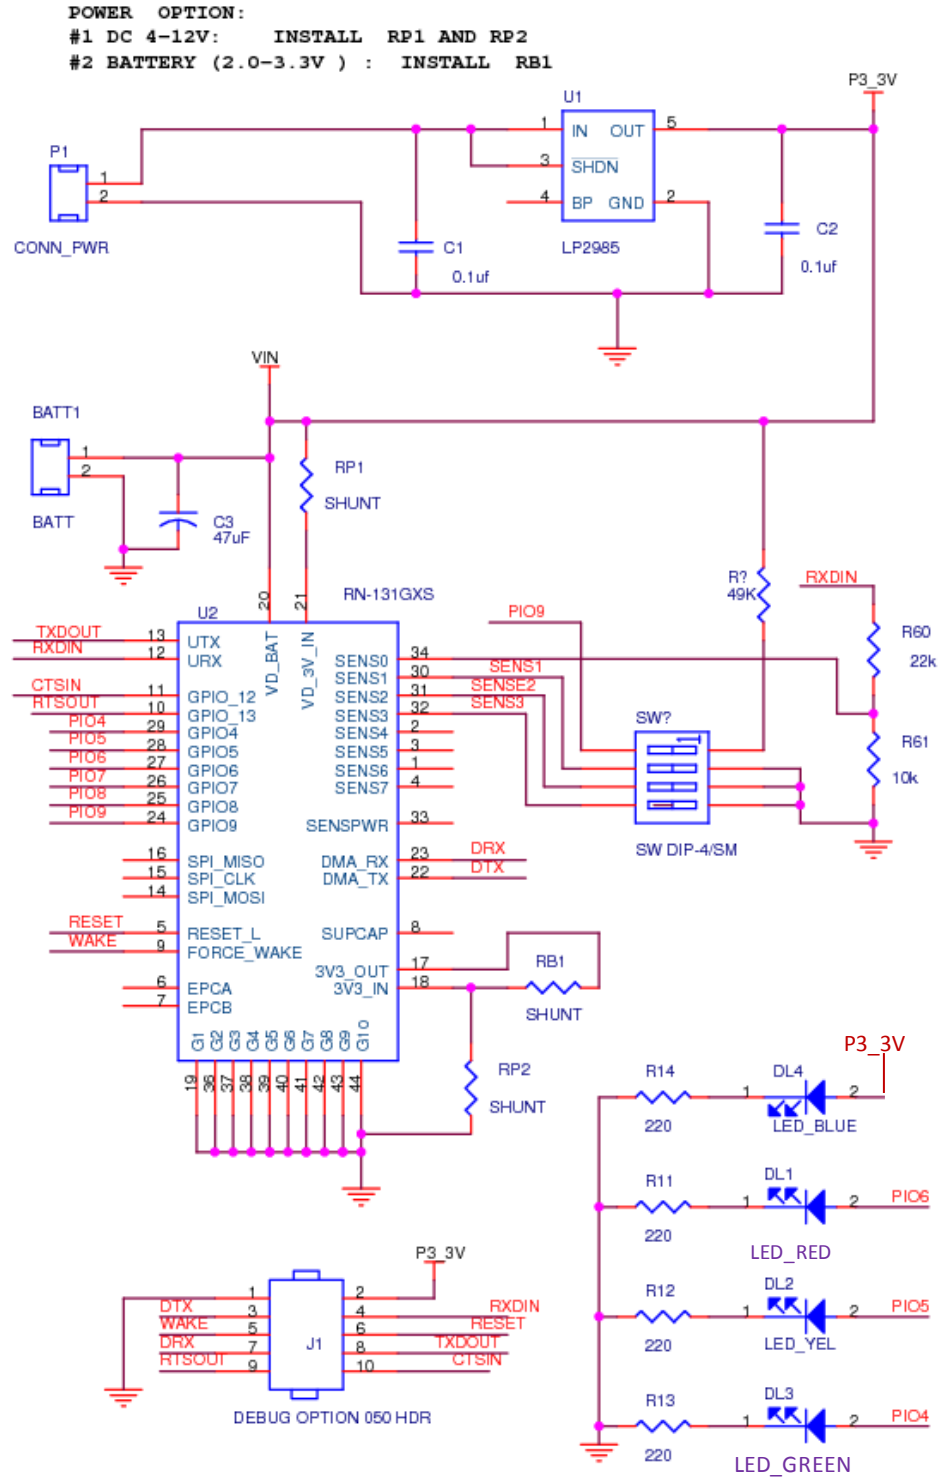 POWER OPTION:
#1 DC 4-12V: INSTALL RP1 AND RP2
#2 BATTERY (2.0-3.3V ) : INSTALL RB1
P3_3V
U1
P1
1 IN OUT 5
3 SHDN
4 BP GND 2
1
2
CONN_PWR
C1
0.1uf
LP2985
C2
0.1uf
VIN
BATT1
1
2
BATT
C3
47uF
RP1
SHUNT
20
21
RN-131GXS
U2
VD_BAT
VD_3V_IN
R?
49K
RXDIN
PIO9
R60
22k
TXDOUT 13 UTX
RXDIN 12 URX
CTSIN 11 GPIO_12
RTSOUT 10 GPIO_13
PIO4 29 GPIO4
PIO5 28 GPIO5
PIO6 27 GPIO6
PIO7 26 GPIO7
PIO8 25 GPIO8
PIO9 24 GPIO9
16 SPI_MISO
15 SPI_CLK
14 SPI_MOSI
RESET 5 RESET_L
WAKE 9 FORCE_WAKE
6 EPCA
7 EPCB
SENS0 34
SENS1 30 SENS1
SENS2 31 SENSE2
SENS3 32 SENS3
SENS4 2
SENS5 3
SENS6 1
SENS7 4
SENSPWR 33
DMA_RX 23 DRX
DMA_TX 22 DTX
SUPCAP 8
3V3_OUT 17
3V3_IN 18
SW?
1
SW DIP-4/SM
R61
10k
RB1
SHUNT
RP2
SHUNT
G1 G2 G3 G4 G5 G6 G7 G8 G9 G10
19 36 37 38 39 40 41 42 43 44
P3_3V
R14 DL4
1 2
220 LED_BLUE
R11 DL1
1 2 PIO6
220
LED_RED
R12 DL2
1 2 PIO5
220 LED_YEL
R13 DL3
1 2 PIO4
220
LED_GREEN
P3_3V
1 2
DTX 3 4 RXDIN
WAKE 5 6 RESET
DRX 7 8 TXDOUT
RTSOUT 9 10 CTSIN
J1
DEBUG OPTION 050 HDR